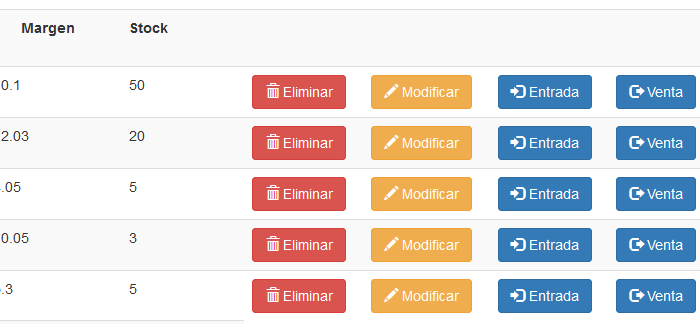 Margen Stock
0.1 50 Eliminar Modificar Entrada Venta
2.03 20 Eliminar Modificar Entrada Venta
.05 5 Eliminar Modificar Entrada Venta
0.05 3 Eliminar Modificar Entrada Venta
.3 5 Eliminar Modificar Entrada Venta